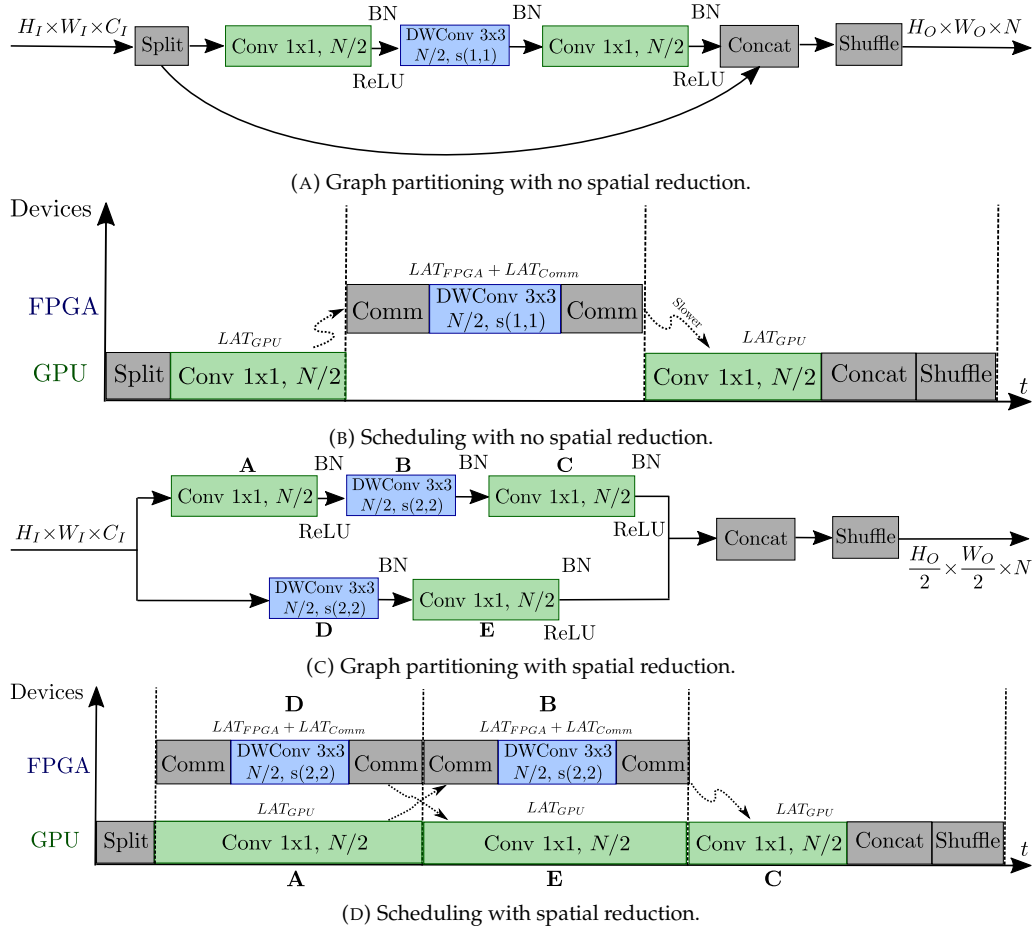 H_I×W_I×C_I
Split
Conv 1x1, N/2
BN
ReLU
DWConv 3x3
N/2, s(1,1)
BN
Conv 1x1, N/2
BN
ReLU
Concat
Shuffle
H_O×W_O×N
(A) Graph partitioning with no spatial reduction.
Devices
FPGA
GPU
LAT_FPGA + LAT_Comm
Comm
DWConv 3x3
N/2, s(1,1)
Comm
Slower
LAT_GPU
LAT_GPU
Split
Conv 1x1, N/2
Conv 1x1, N/2
Concat
Shuffle
t
(B) Scheduling with no spatial reduction.
H_I×W_I×C_I
A
Conv 1x1, N/2
BN
ReLU
B
DWConv 3x3
N/2, s(2,2)
BN
C
Conv 1x1, N/2
BN
ReLU
DWConv 3x3
N/2, s(2,2)
D
BN
Conv 1x1, N/2
E
BN
ReLU
Concat
Shuffle
H_O/2 × W_O/2 ×N
(C) Graph partitioning with spatial reduction.
Devices
FPGA
GPU
D
LAT_FPGA + LAT_Comm
Comm
DWConv 3x3
N/2, s(2,2)
Comm
B
LAT_FPGA + LAT_Comm
Comm
DWConv 3x3
N/2, s(2,2)
Comm
LAT_GPU
LAT_GPU
LAT_GPU
Split
Conv 1x1, N/2
Conv 1x1, N/2
Conv 1x1, N/2
Concat
Shuffle
t
A
E
C
(D) Scheduling with spatial reduction.